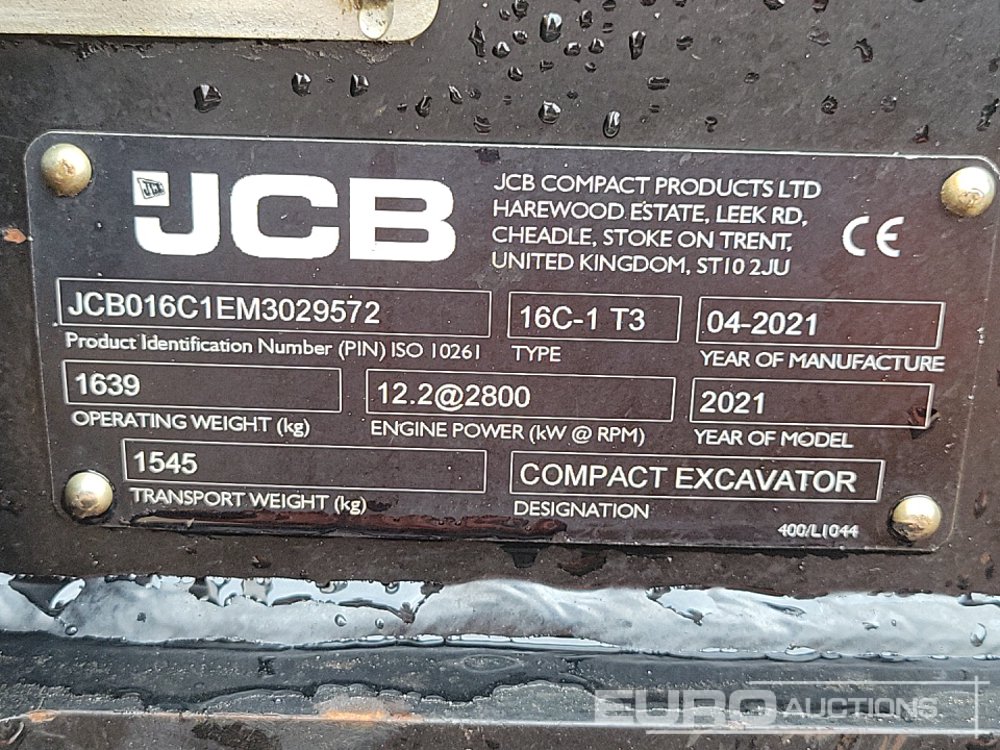 JCB
JCB
JCB COMPACT PRODUCTS LTD
HAREWOOD ESTATE, LEEK RD,
CHEADLE, STOKE ON TRENT,
UNITED KINGDOM, ST10 2JU
CE
JCB016C1EM3029572
Product Identification Number (PIN) ISO 10261
16C-1 T3
TYPE
04-2021
YEAR OF MANUFACTURE
1639
OPERATING WEIGHT (kg)
12.2@2800
ENGINE POWER (kW @ RPM)
2021
YEAR OF MODEL
1545
TRANSPORT WEIGHT (kg)
COMPACT EXCAVATOR
DESIGNATION
400/L1044
EURO AUCTIONS